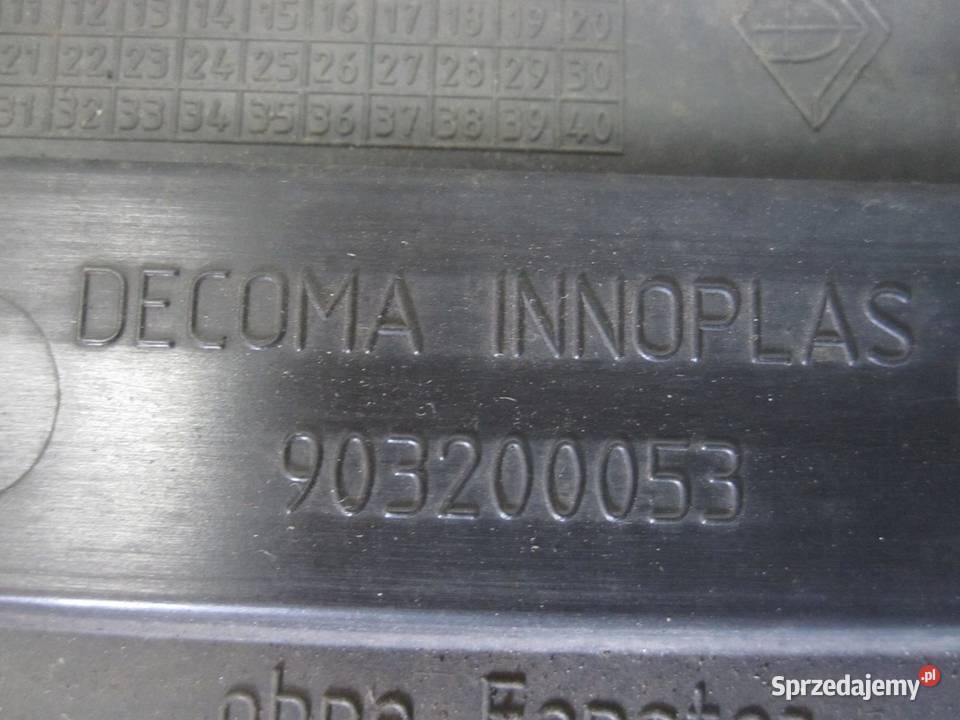 11 12 13 14 15 16 17 18 19 20
21 22 23 24 25 26 27 28 29 30
31 32 33 34 35 36 37 38 39 40
DECOMA INNOPLAS
903200053
ohne
Sprzedajemy.pl